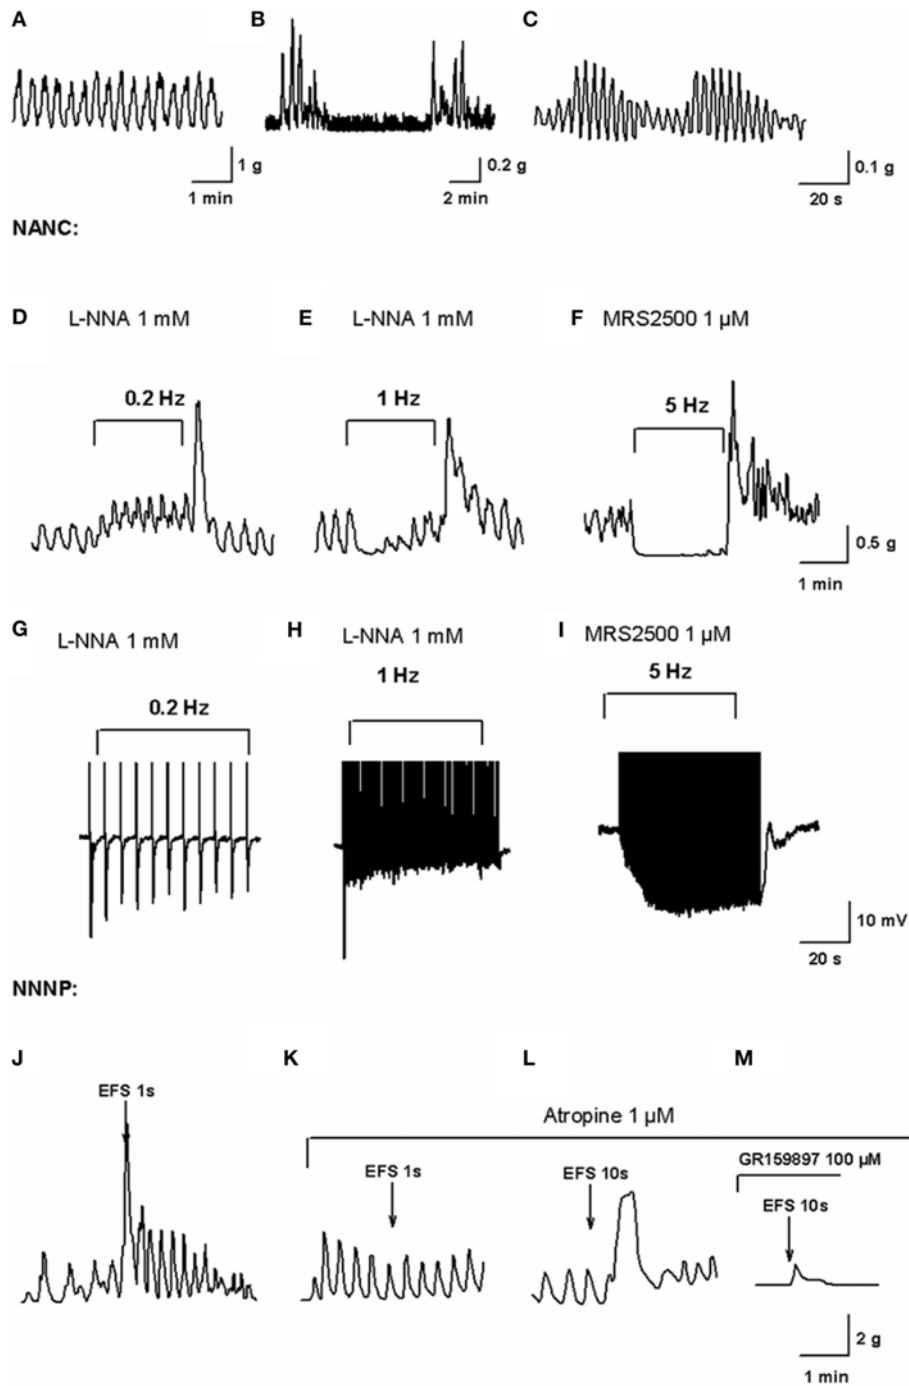 A B C
1 g 0.2 g 0.1 g
1 min 2 min 20 s
NANC:
D L-NNA 1 mM E L-NNA 1 mM F MRS2500 1 µM
0.2 Hz 1 Hz 5 Hz
0.5 g
1 min
G L-NNA 1 mM H L-NNA 1 mM I MRS2500 1 µM
0.2 Hz 1 Hz 5 Hz
10 mV
20 s
NNNP:
J K L M
EFS 1s
Atropine 1 µM
EFS 1s EFS 10s GR159897 100 µM
EFS 10s
2 g
1 min